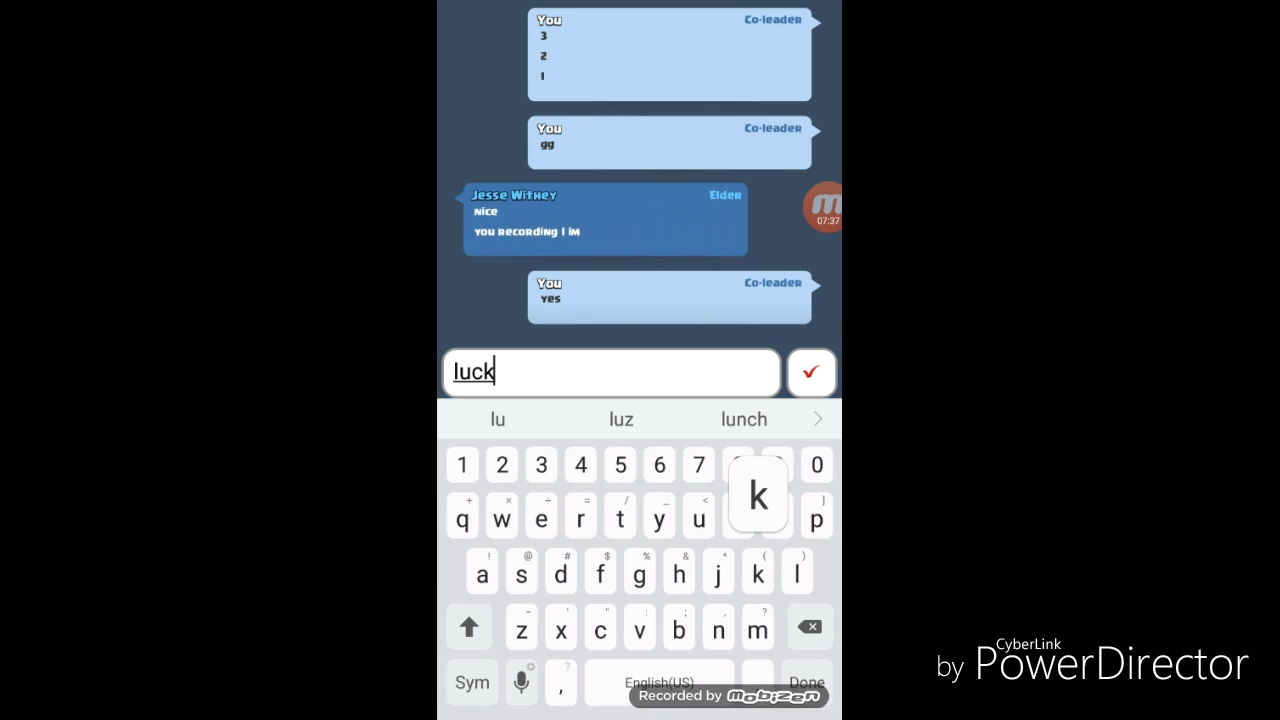 You Co-leader
3
2
1
You Co-leader
gg
Jesse Withey Elder
Nice
You recording I im
You Co-leader
yes
07:37
luck
lu luz lunch
1 2 3 4 5 6 7 0
+ × ÷ = / _ < ]
q w e r t y u k p
! @ # $ % & * ( )
a s d f g h j k l
- ' " : ; , ?
z x c v b n m
Sym , ? English(US) Done
Recorded by mobizen
CyberLink
by PowerDirector